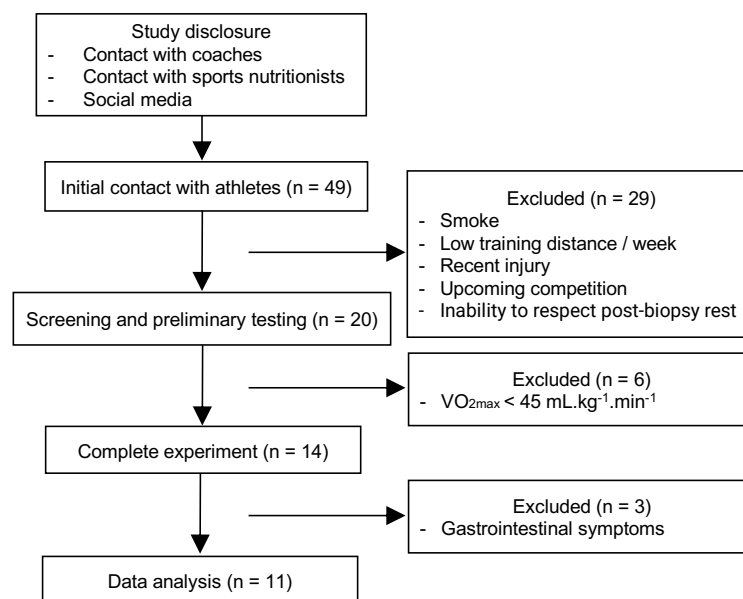 Study disclosure
- Contact with coaches
- Contact with sports nutritionists
- Social media
Initial contact with athletes (n = 49)
Excluded (n = 29)
- Smoke
- Low training distance / week
- Recent injury
- Upcoming competition
- Inability to respect post-biopsy rest
Screening and preliminary testing (n = 20)
Excluded (n = 6)
- VO₂max < 45 mL.kg⁻¹.min⁻¹
Complete experiment (n = 14)
Excluded (n = 3)
- Gastrointestinal symptoms
Data analysis (n = 11)